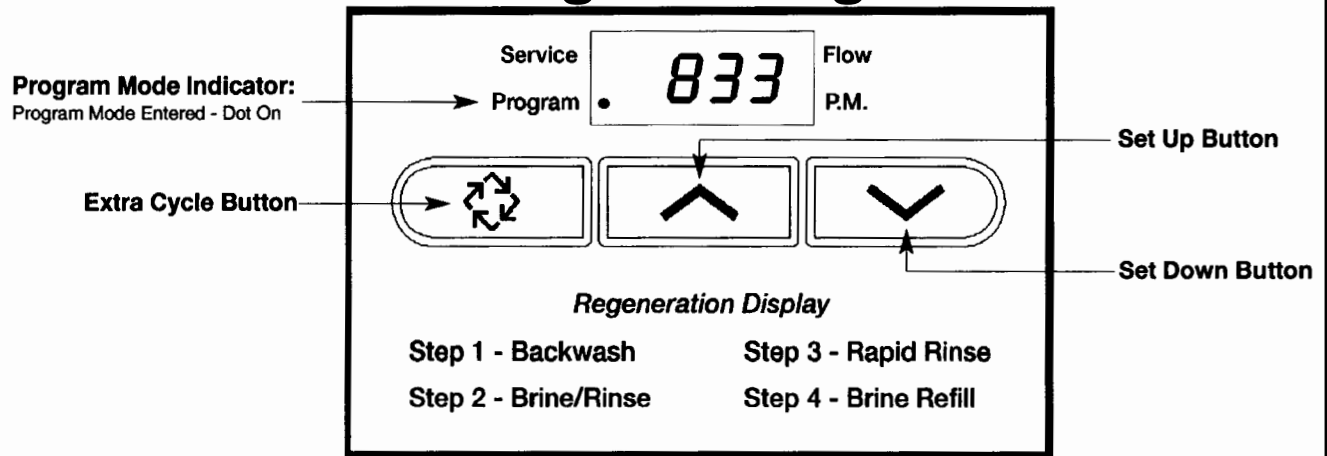 Service
833
Flow
Program Mode Indicator:
Program Mode Entered - Dot On
Program
P.M.
Set Up Button
Extra Cycle Button
Set Down Button
Regeneration Display
Step 1 - Backwash
Step 3 - Rapid Rinse
Step 2 - Brine/Rinse
Step 4 - Brine Refill